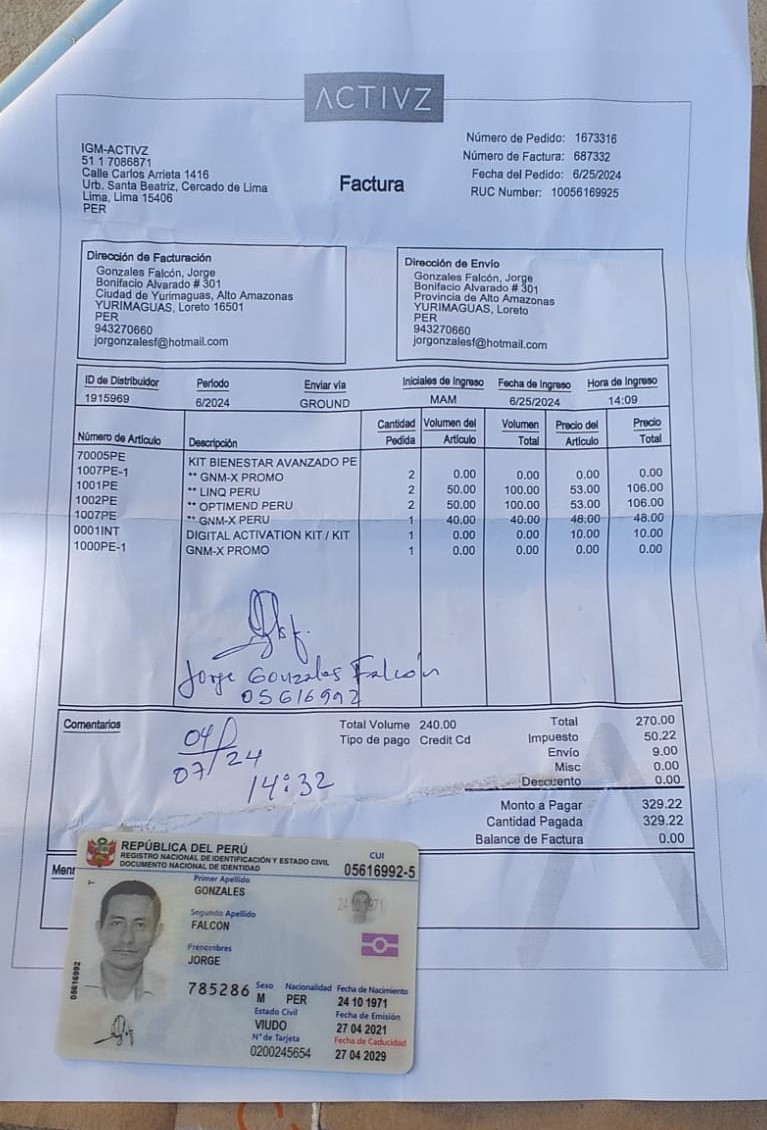 ACTIVZ
IGM-ACTIVZ
51 1 7086871
Calle Carlos Arrieta 1416
Urb. Santa Beatriz, Cercado de Lima
Lima, Lima 15406
PER
Factura
Número de Pedido: 1673316
Número de Factura: 687332
Fecha del Pedido: 6/25/2024
RUC Number: 10056169925
Dirección de Facturación
Gonzales Falcón, Jorge
Bonifacio Alvarado # 301
Ciudad de Yurimaguas, Alto Amazonas
YURIMAGUAS, Loreto 16501
PER
943270660
jorgonzalesf@hotmail.com
Dirección de Envío
Gonzales Falcón, Jorge
Bonifacio Alvarado # 301
Provincia de Alto Amazonas
YURIMAGUAS, Loreto
PER
943270660
jorgonzalesf@hotmail.com
ID de Distribuidor Período Enviar vía Iniciales de Ingreso Fecha de Ingreso Hora de Ingreso
1915969 6/2024 GROUND MAM 6/25/2024 14:09
Número de Artículo Descripción Cantidad Pedida Volumen del Artículo Volumen Total Precio del Artículo Precio Total
70005PE KIT BIENESTAR AVANZADO PE
1007PE-1 ** GNM-X PROMO 2 0.00 0.00 0.00 0.00
1001PE ** LINQ PERU 2 50.00 100.00 53.00 106.00
1002PE ** OPTIMEND PERU 2 50.00 100.00 53.00 106.00
1007PE ** GNM-X PERU 1 40.00 40.00 48.00 48.00
0001INT DIGITAL ACTIVATION KIT / KIT 1 0.00 0.00 10.00 10.00
1000PE-1 GNM-X PROMO 1 0.00 0.00 0.00 0.00
Jorge Gonzales Falcón
05616992
Comentarios
04/07/24
14:32
Total Volume 240.00
Tipo de pago Credit Cd
Total 270.00
Impuesto 50.22
Envío 9.00
Misc 0.00
Descuento 0.00
Monto a Pagar 329.22
Cantidad Pagada 329.22
Balance de Factura 0.00
REPÚBLICA DEL PERÚ
REGISTRO NACIONAL DE IDENTIFICACIÓN Y ESTADO CIVIL
DOCUMENTO NACIONAL DE IDENTIDAD
CUI
05616992-5
Primer Apellido
GONZALES
Segundo Apellido
FALCON
Prenombres
JORGE
24 10 1971
05616992
785286
Sexo Nacionalidad Fecha de Nacimiento
M PER 24 10 1971
Estado Civil Fecha de Emisión
VIUDO 27 04 2021
N° de Tarjeta Fecha de Caducidad
0200245654 27 04 2029